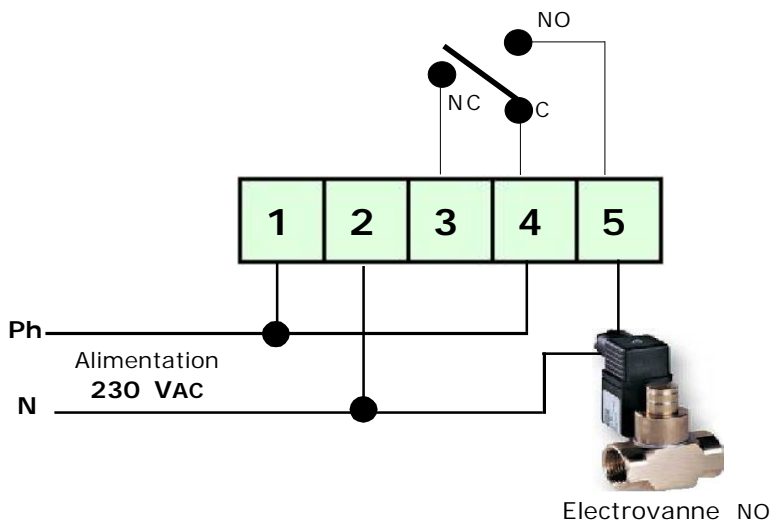 NO
NC
C
1 2 3 4 5
Ph
Alimentation
230 VAC
N
Electrovanne NO